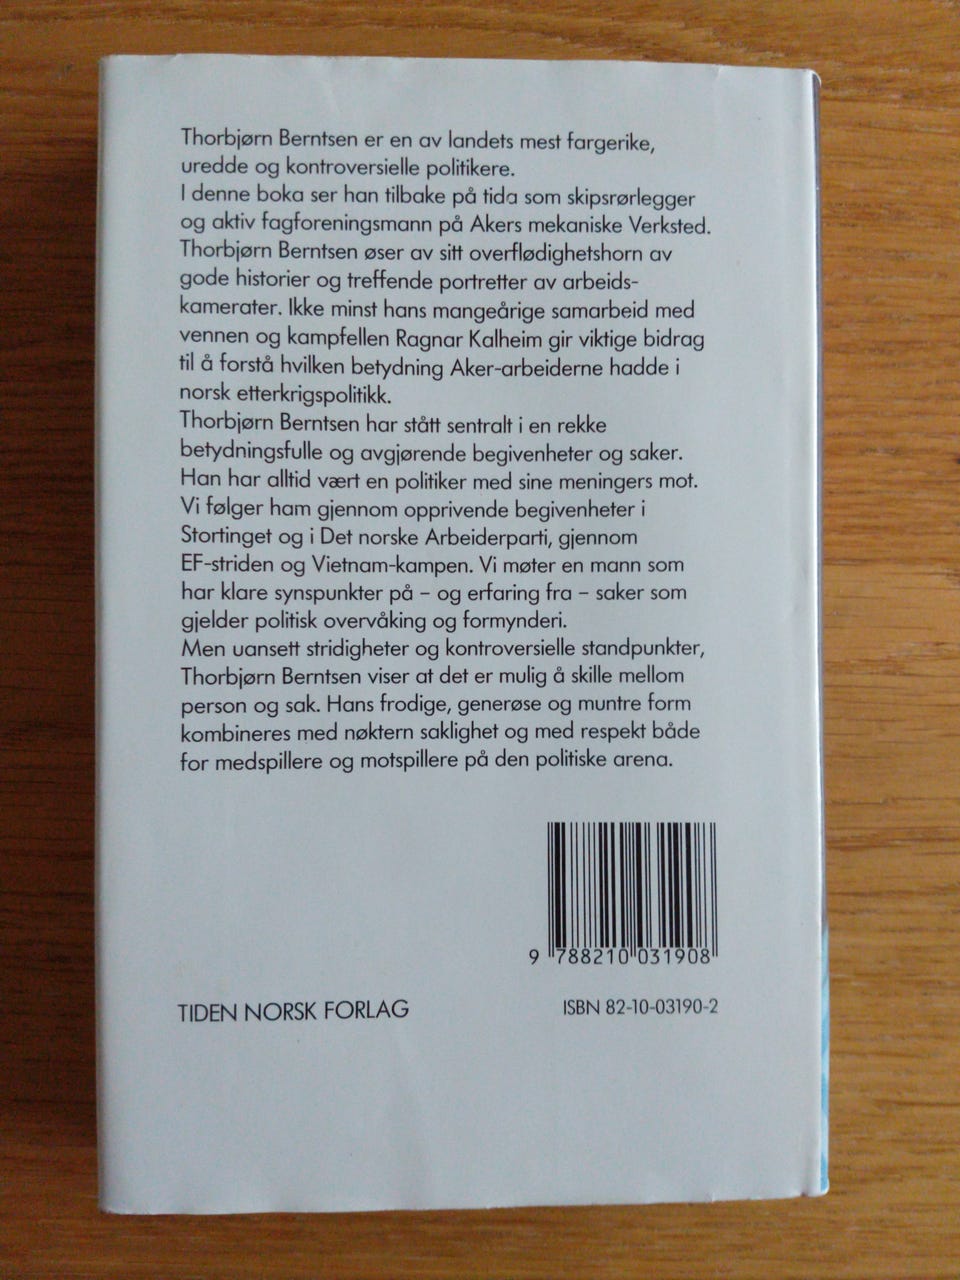 Thorbjørn Berntsen er en av landets mest fargerike,
uredde og kontroversielle politikere.
I denne boka ser han tilbake på tida som skipsrørlegger
og aktiv fagforeningsmann på Akers mekaniske Verksted.
Thorbjørn Berntsen øser av sitt overflødighetshorn av
gode historier og treffende portretter av arbeids-
kamerater. Ikke minst hans mangeårige samarbeid med
vennen og kampfellen Ragnar Kalheim gir viktige bidrag
til å forstå hvilken betydning Aker-arbeiderne hadde i
norsk etterkrigspolitikk.
Thorbjørn Berntsen har stått sentralt i en rekke
betydningsfulle og avgjørende begivenheter og saker.
Han har alltid vært en politiker med sine meningers mot.
Vi følger ham gjennom opprivende begivenheter i
Stortinget og i Det norske Arbeiderparti, gjennom
EF-striden og Vietnam-kampen. Vi møter en mann som
har klare synspunkter på – og erfaring fra – saker som
gjelder politisk overvåking og formynderi.
Men uansett stridigheter og kontroversielle standpunkter,
Thorbjørn Berntsen viser at det er mulig å skille mellom
person og sak. Hans frodige, generøse og muntre form
kombineres med nøktern saklighet og med respekt både
for medspillere og motspillere på den politiske arena.
9 788210 031908
TIDEN NORSK FORLAG
ISBN 82-10-03190-2